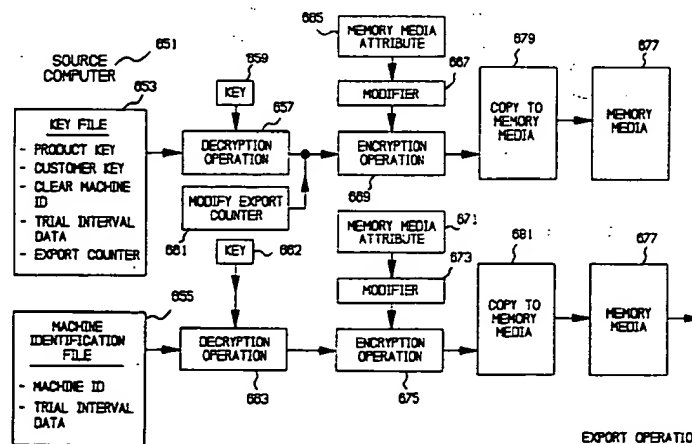 SOURCE
COMPUTER
651
653
KEY FILE
- PRODUCT KEY
- CUSTOMER KEY
- CLEAR MACHINE
ID
- TRIAL INTERVAL
DATA
- EXPORT COUNTER
659
KEY
657
DECRYPTION
OPERATION
MODIFY EXPORT
COUNTER
661
665
MEMORY MEDIA
ATTRIBUTE
667
MODIFIER
ENCRYPTION
OPERATION
669
679
COPY TO
MEMORY
MEDIA
677
MEMORY
MEDIA
655
MACHINE
IDENTIFICATION
FILE
- MACHINE ID
- TRIAL INTERVAL
DATA
KEY
662
DECRYPTION
OPERATION
663
671
MEMORY MEDIA
ATTRIBUTE
673
MODIFIER
ENCRYPTION
OPERATION
675
681
COPY TO
MEMORY
MEDIA
677
MEMORY
MEDIA
EXPORT OPERATIO